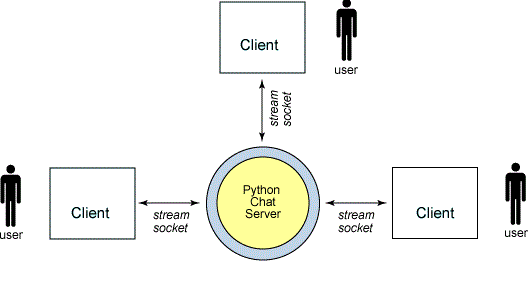 Client
user
stream
socket
Python
Chat
Server
Client
user
stream
socket
stream
socket
Client
user